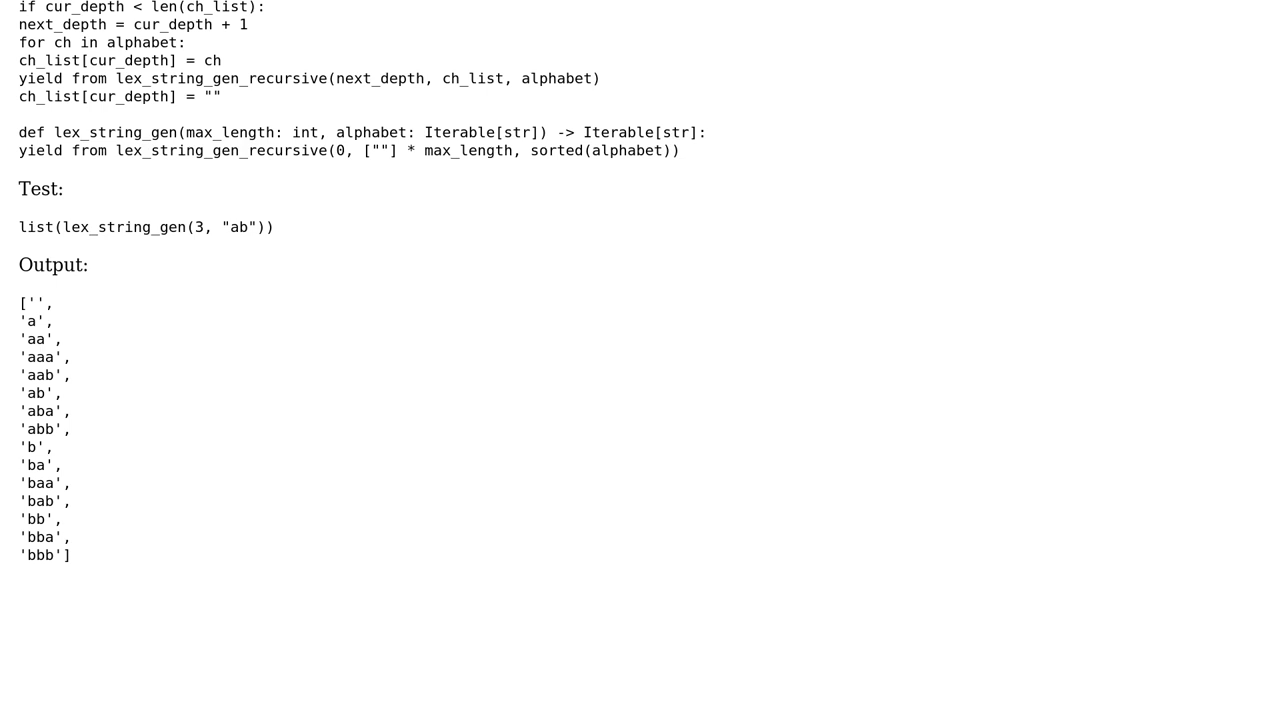 if cur_depth < len(ch_list):
next_depth = cur_depth + 1
for ch in alphabet:
ch_list[cur_depth] = ch
yield from lex_string_gen_recursive(next_depth, ch_list, alphabet)
ch_list[cur_depth] = ""
def lex_string_gen(max_length: int, alphabet: Iterable[str]) -> Iterable[str]:
yield from lex_string_gen_recursive(0, [""] * max_length, sorted(alphabet))
Test:
list(lex_string_gen(3, "ab"))
Output:
['',
'a',
'aa',
'aaa',
'aab',
'ab',
'aba',
'abb',
'b',
'ba',
'baa',
'bab',
'bb',
'bba',
'bbb']